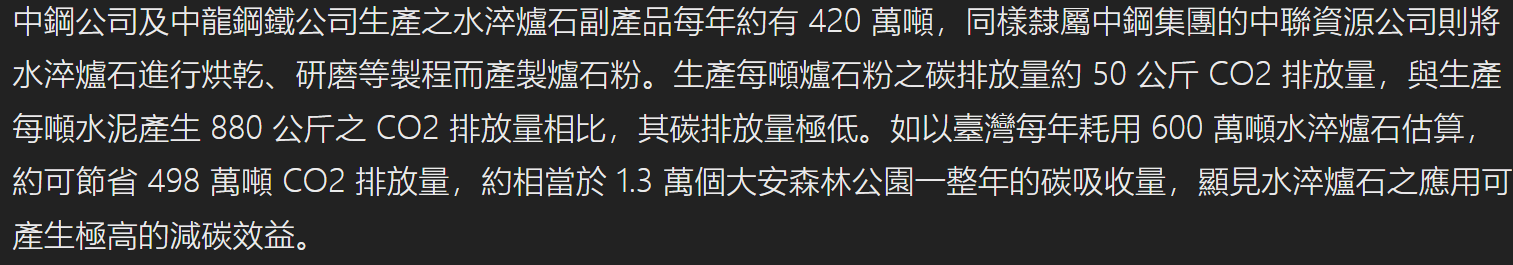 中鋼公司及中龍鋼鐵公司生產之水淬爐石副產品每年約有 420 萬噸，同樣隸屬中鋼集團的中聯資源公司則將
水淬爐石進行烘乾、研磨等製程而產製爐石粉。生產每噸爐石粉之碳排放量約 50 公斤 CO2 排放量，與生產
每噸水泥產生 880 公斤之 CO2 排放量相比，其碳排放量極低。如以臺灣每年耗用 600 萬噸水淬爐石估算，
約可節省 498 萬噸 CO2 排放量，約相當於 1.3 萬個大安森林公園一整年的碳吸收量，顯見水淬爐石之應用可
產生極高的減碳效益。